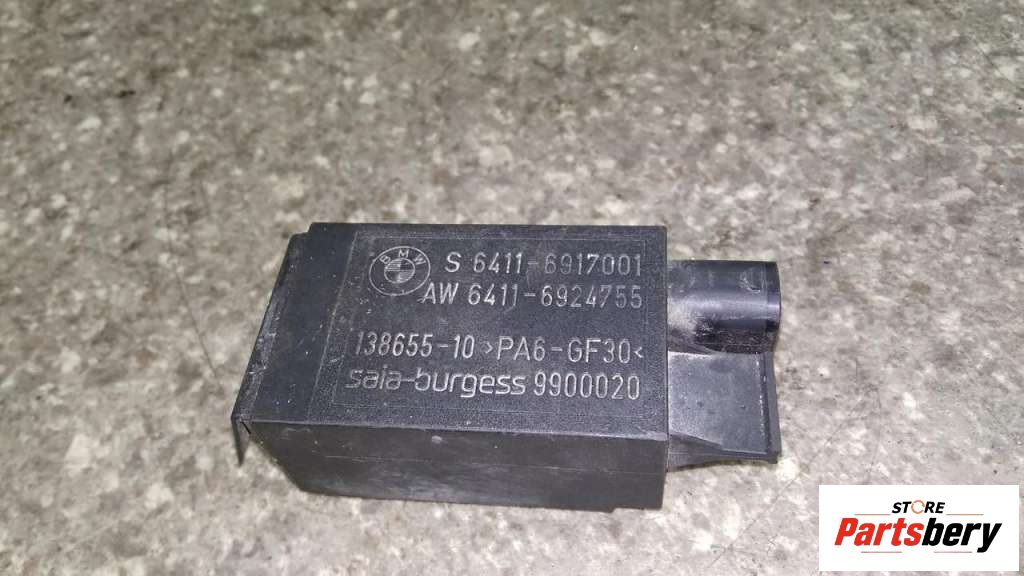 BMW
S 6411-6917001
AW 6411-6924755
138655-10 >PA6-GF30<
saia-burgess 9900020
STORE
Partsbery